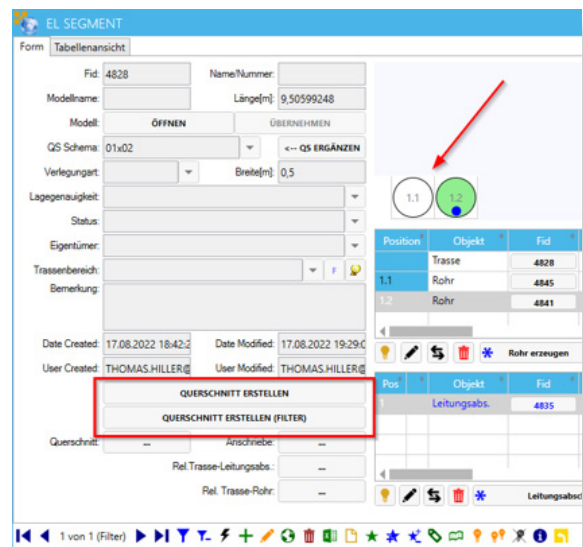 EL SEGMENT
Form Tabellenansicht
Fid: 4828 Name/Nummer:
Modellname: Länge[m]: 9,50599248
Modell: ÖFFNEN ÜBERNEHMEN
QS Schema: 01x02 <-- QS ERGÄNZEN
Verlegungart: Breite[m]: 0,5
Lagegenauigkeit:
Status:
Eigentümer:
Trassenbereich: F
Bemerkung:
Date Created: 17.08.2022 18:42:2 Date Modified: 17.08.2022 19:29:0
User Created: THOMAS.HILLER@ User Modified: THOMAS.HILLER@
QUERSCHNITT ERSTELLEN
QUERSCHNITT ERSTELLEN (FILTER)
Querschnitt: ... Anschriebe: ...
Rel.Trasse-Leitungsabs.: ...
Rel. Trasse-Rohr: ...
1.1 1.2
Position Objekt Fid
Trasse 4828
1.1 Rohr 4845
1.2 Rohr 4841
Rohr erzeugen
Pos Objekt Fid
1 Leitungsabs. 4835
Leitungsabscl
1 von 1 (Filter)